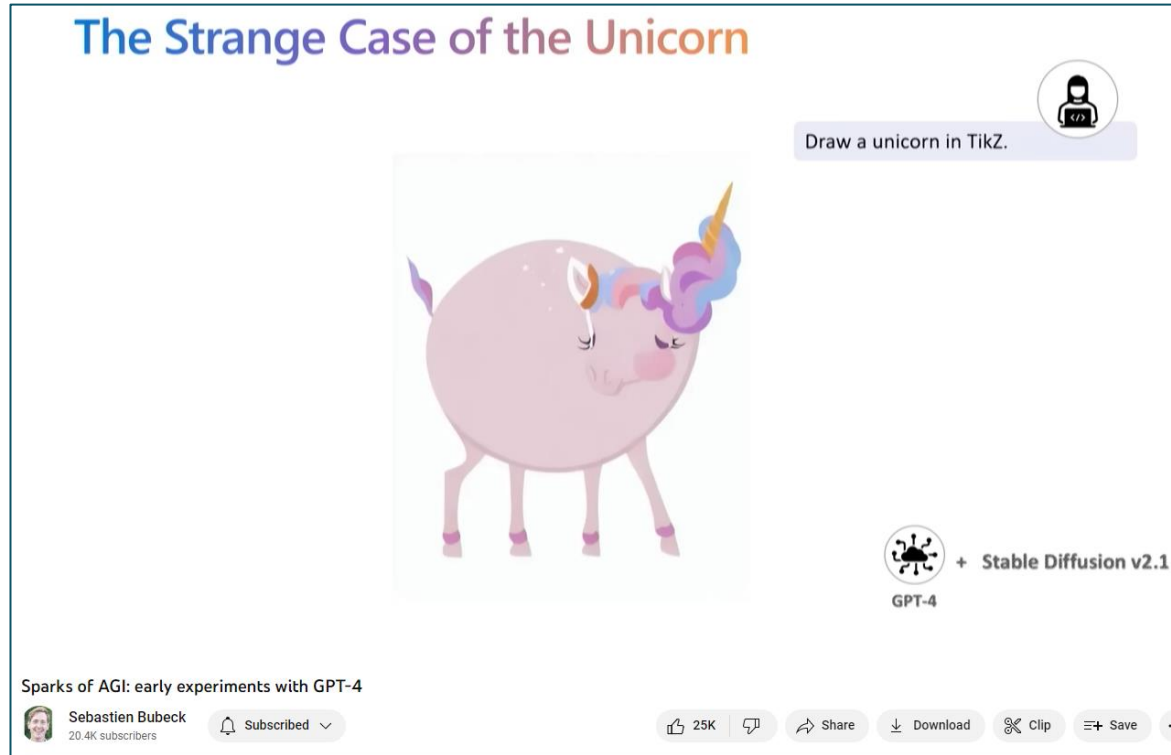 The Strange Case of the Unicorn
Draw a unicorn in TikZ.
+ Stable Diffusion v2.1
GPT-4
Sparks of AGI: early experiments with GPT-4
Sebastien Bubeck
20.4K subscribers
Subscribed
25K
Share
Download
Clip
Save